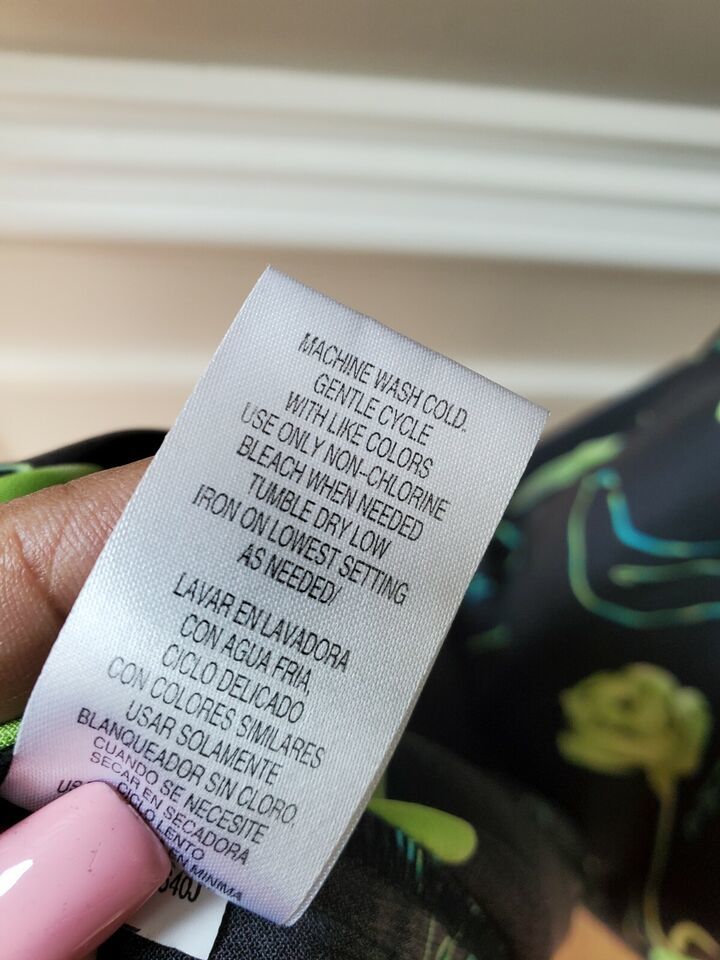 MACHINE WASH COLD.
GENTLE CYCLE
WITH LIKE COLORS
USE ONLY NON-CHLORINE
BLEACH WHEN NEEDED
TUMBLE DRY LOW
IRON ON LOWEST SETTING
AS NEEDED/
LAVAR EN LAVADORA
CON AGUA FRIA,
CICLO DELICADO
CON COLORES SIMILARES
USAR SOLAMENTE
BLANQUEADOR SIN CLORO.
CUANDO SE NECESITE
SECAR EN SECADORA
CICLO LENTO
EN MINIMA